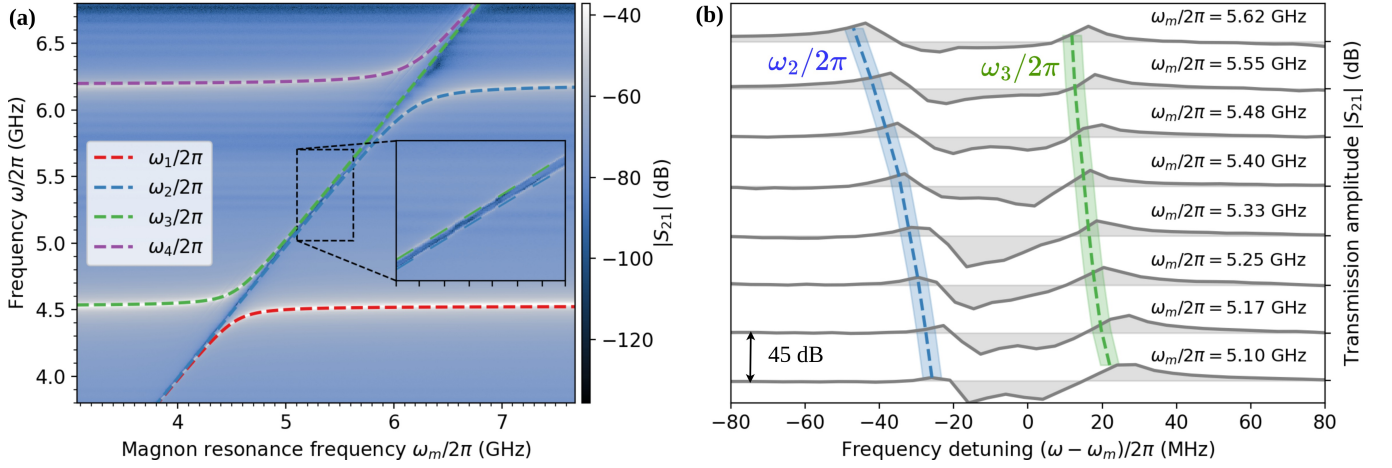 (a)
Frequency ω/2π (GHz)
6.5
6.0
5.5
5.0
4.5
4.0
ω₁/2π
ω₂/2π
ω₃/2π
ω₄/2π
4
5
6
7
Magnon resonance frequency ωₘ/2π (GHz)
−40
−60
−80
−100
−120
|S₂₁| (dB)
(b)
ωₘ/2π = 5.62 GHz
ω₂/2π
ω₃/2π
ωₘ/2π = 5.55 GHz
ωₘ/2π = 5.48 GHz
ωₘ/2π = 5.40 GHz
ωₘ/2π = 5.33 GHz
ωₘ/2π = 5.25 GHz
ωₘ/2π = 5.17 GHz
45 dB
ωₘ/2π = 5.10 GHz
−80
−60
−40
−20
0
20
40
60
80
Frequency detuning (ω − ωₘ)/2π (MHz)
Transmission amplitude |S₂₁| (dB)